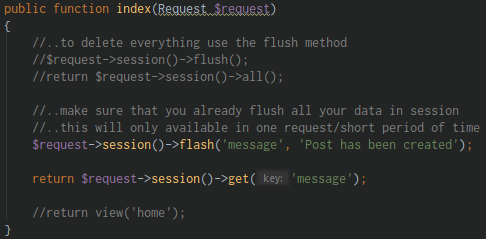 public function index(Request $request)
{
//..to delete everything use the flush method
//$request->session()->flush();
//return $request->session()->all();
//..make sure that you already flush all your data in session
//..this will only available in one request/short period of time
$request->session()->flash('message', 'Post has been created');
return $request->session()->get( key: 'message');
//return view('home');
}